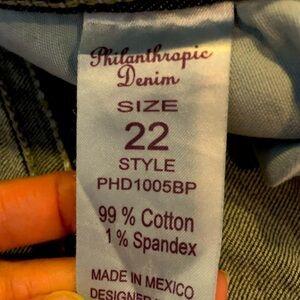 Philanthropic
Denim
SIZE
22
STYLE
PHD1005BP
99 % Cotton
1 % Spandex
MADE IN MEXICO
DESIGNED